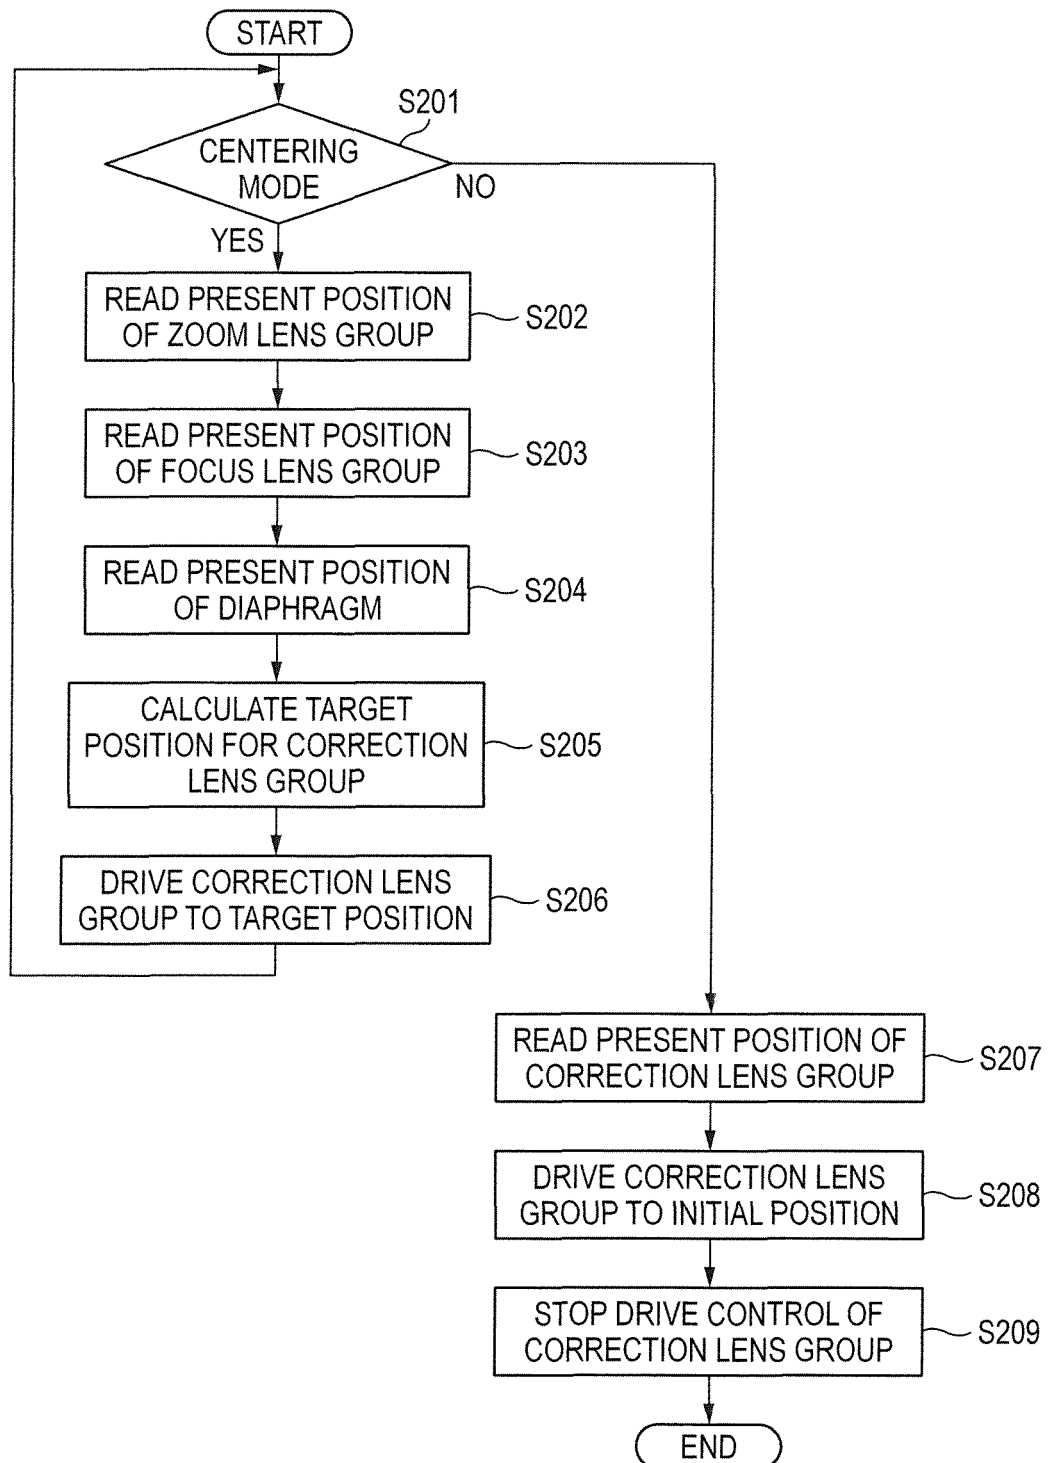 START
S201
CENTERING
MODE
NO
YES
READ PRESENT POSITION
OF ZOOM LENS GROUP
S202
READ PRESENT POSITION
OF FOCUS LENS GROUP
S203
READ PRESENT POSITION
OF DIAPHRAGM
S204
CALCULATE TARGET
POSITION FOR CORRECTION
LENS GROUP
S205
DRIVE CORRECTION LENS
GROUP TO TARGET POSITION
S206
READ PRESENT POSITION OF
CORRECTION LENS GROUP
S207
DRIVE CORRECTION LENS
GROUP TO INITIAL POSITION
S208
STOP DRIVE CONTROL OF
CORRECTION LENS GROUP
S209
END